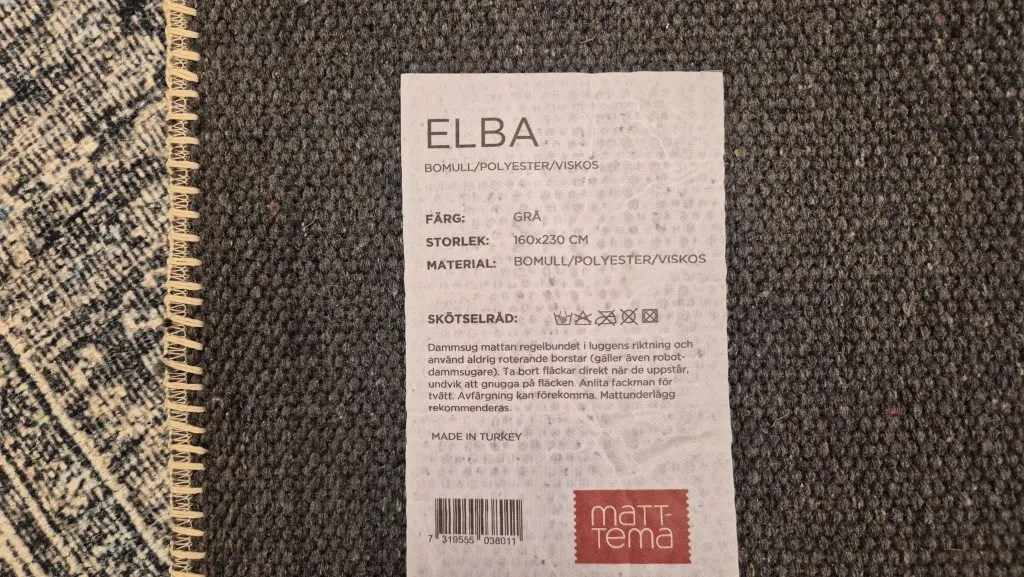 ELBA
BOMULL/POLYESTER/VISKOS
FÄRG: GRÅ
STORLEK: 160x230 CM
MATERIAL: BOMULL/POLYESTER/VISKOS
SKÖTSELRÅD:
Dammsug mattan regelbundet i luggens riktning och
använd aldrig roterande borstar (gäller även robot-
dammsugare). Ta bort fläckar direkt när de uppstår,
undvik att gnugga på fläcken. Anlita fackman för
tvätt. Avfärgning kan förekomma. Mattunderlägg
rekommenderas.
MADE IN TURKEY
7 319555 038011
matt-
tema